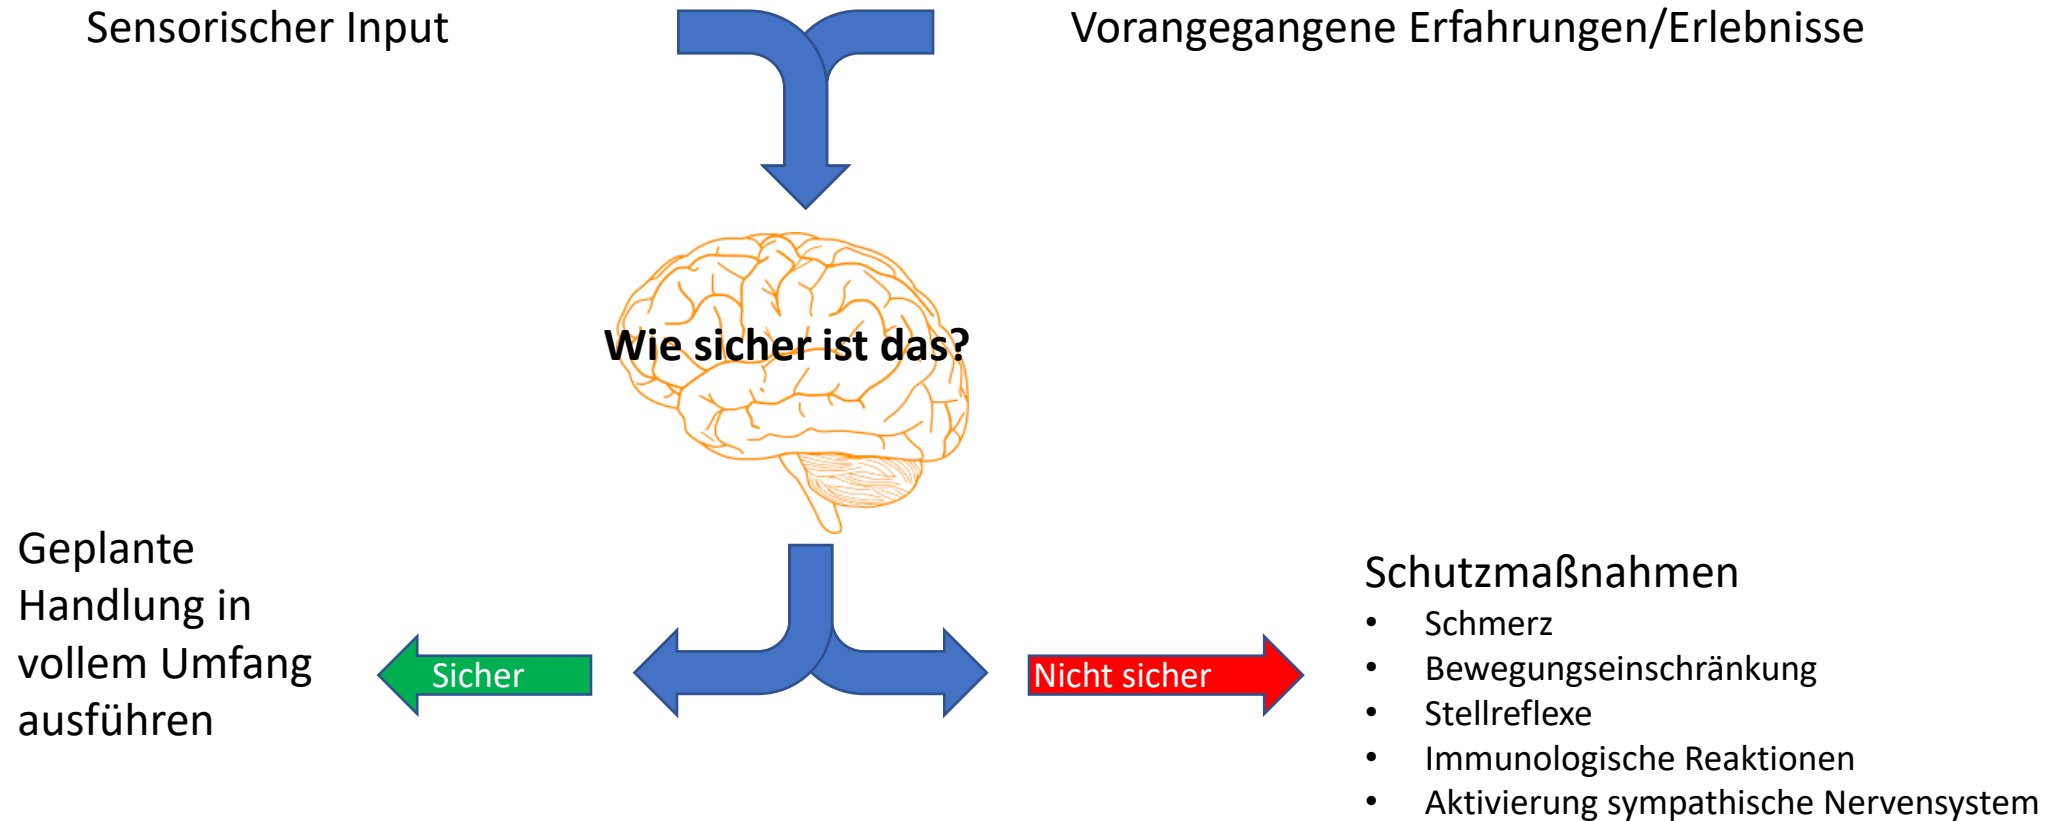 Sensorischer Input
Vorangegangene Erfahrungen/Erlebnisse
Wie sicher ist das?
Geplante
Handlung in
vollem Umfang
ausführen
Sicher
Nicht sicher
Schutzmaßnahmen
• Schmerz
• Bewegungseinschränkung
• Stellreflexe
• Immunologische Reaktionen
• Aktivierung sympathische Nervensystem